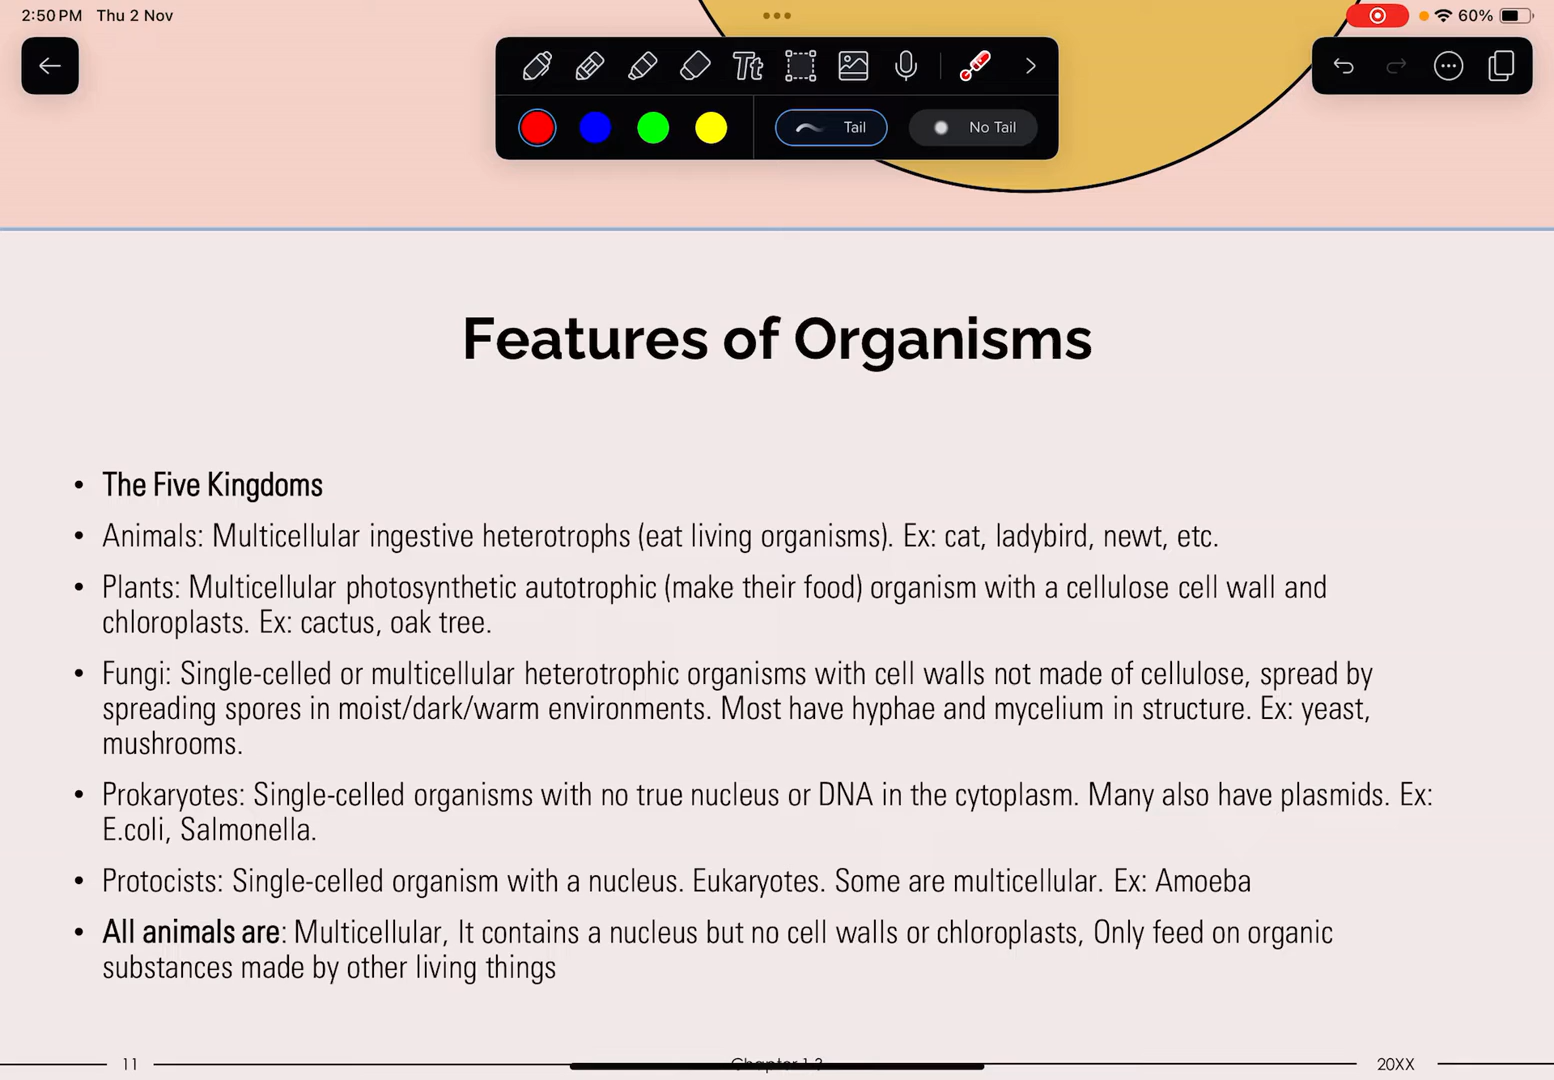 2:50 PM Thu 2 Nov
60%
Tt
Tail
No Tail
Features of Organisms
• The Five Kingdoms
• Animals: Multicellular ingestive heterotrophs (eat living organisms). Ex: cat, ladybird, newt, etc.
• Plants: Multicellular photosynthetic autotrophic (make their food) organism with a cellulose cell wall and
chloroplasts. Ex: cactus, oak tree.
• Fungi: Single-celled or multicellular heterotrophic organisms with cell walls not made of cellulose, spread by
spreading spores in moist/dark/warm environments. Most have hyphae and mycelium in structure. Ex: yeast,
mushrooms.
• Prokaryotes: Single-celled organisms with no true nucleus or DNA in the cytoplasm. Many also have plasmids. Ex:
E.coli, Salmonella.
• Protocists: Single-celled organism with a nucleus. Eukaryotes. Some are multicellular. Ex: Amoeba
• All animals are: Multicellular, It contains a nucleus but no cell walls or chloroplasts, Only feed on organic
substances made by other living things
11 Chapter 1-3 20XX